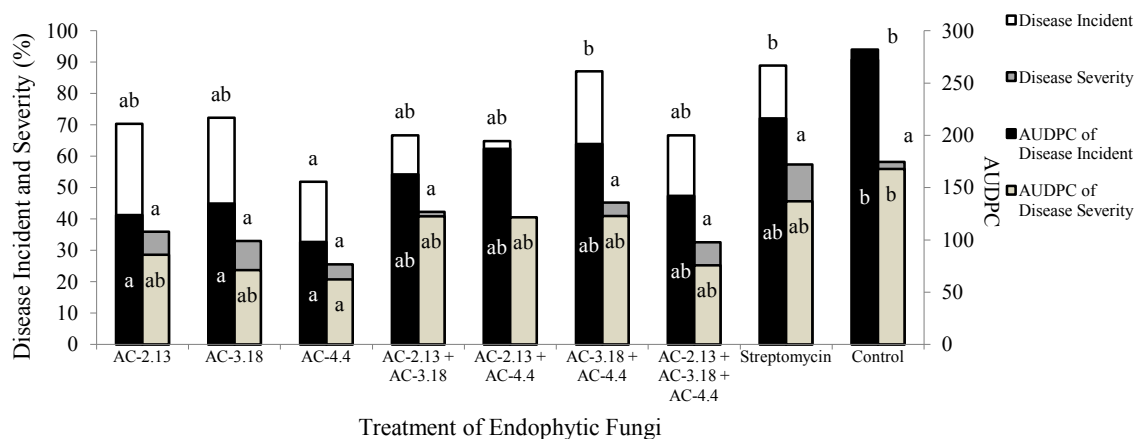 Disease Incident and Severity (%)
100
90
80
70
60
50
40
30
20
10
0
300
250
200
150
100
50
0
AUDPC
ab
ab
a
ab
ab
b
ab
b
b
a
a
a
a
a
a
a
a
a
ab
a
ab
a
a
ab
ab
ab
ab
ab
ab
ab
ab
ab
ab
b
b
AC-2.13
AC-3.18
AC-4.4
AC-2.13 +
AC-3.18
AC-2.13 +
AC-4.4
AC-3.18 +
AC-4.4
AC-2.13 +
AC-3.18 +
AC-4.4
Streptomycin
Control
Treatment of Endophytic Fungi
Disease Incident
Disease Severity
AUDPC of
Disease Incident
AUDPC of
Disease Severity